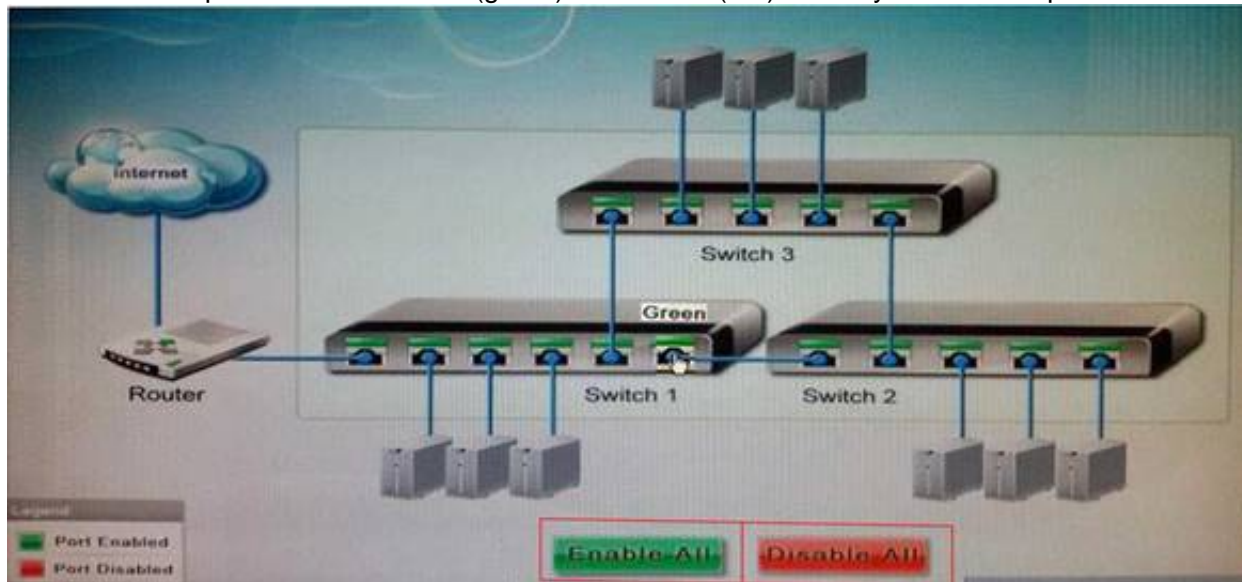 internet
Switch 3
Green
Router
Switch 1
Switch 2
Legend
Port Enabled
Port Disabled
Enable All
Disable All